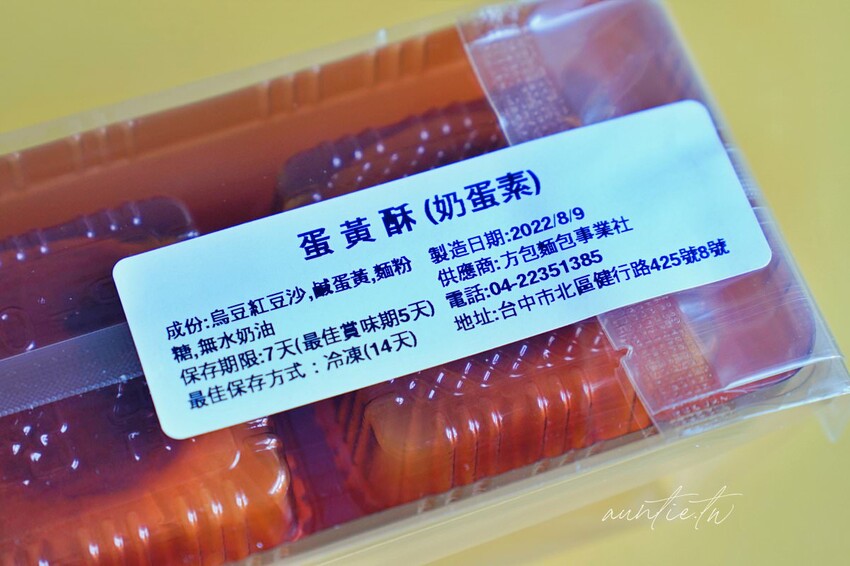 蛋黃酥(奶蛋素)
成份:烏豆紅豆沙,鹹蛋黃,麵粉
糖,無水奶油
保存期限:7天(最佳賞味期5天)
最佳保存方式：冷凍(14天)
製造日期:2022/8/9
供應商:方包麵包事業社
電話:04-22351385
地址:台中市北區健行路425號8號
auntie.tw